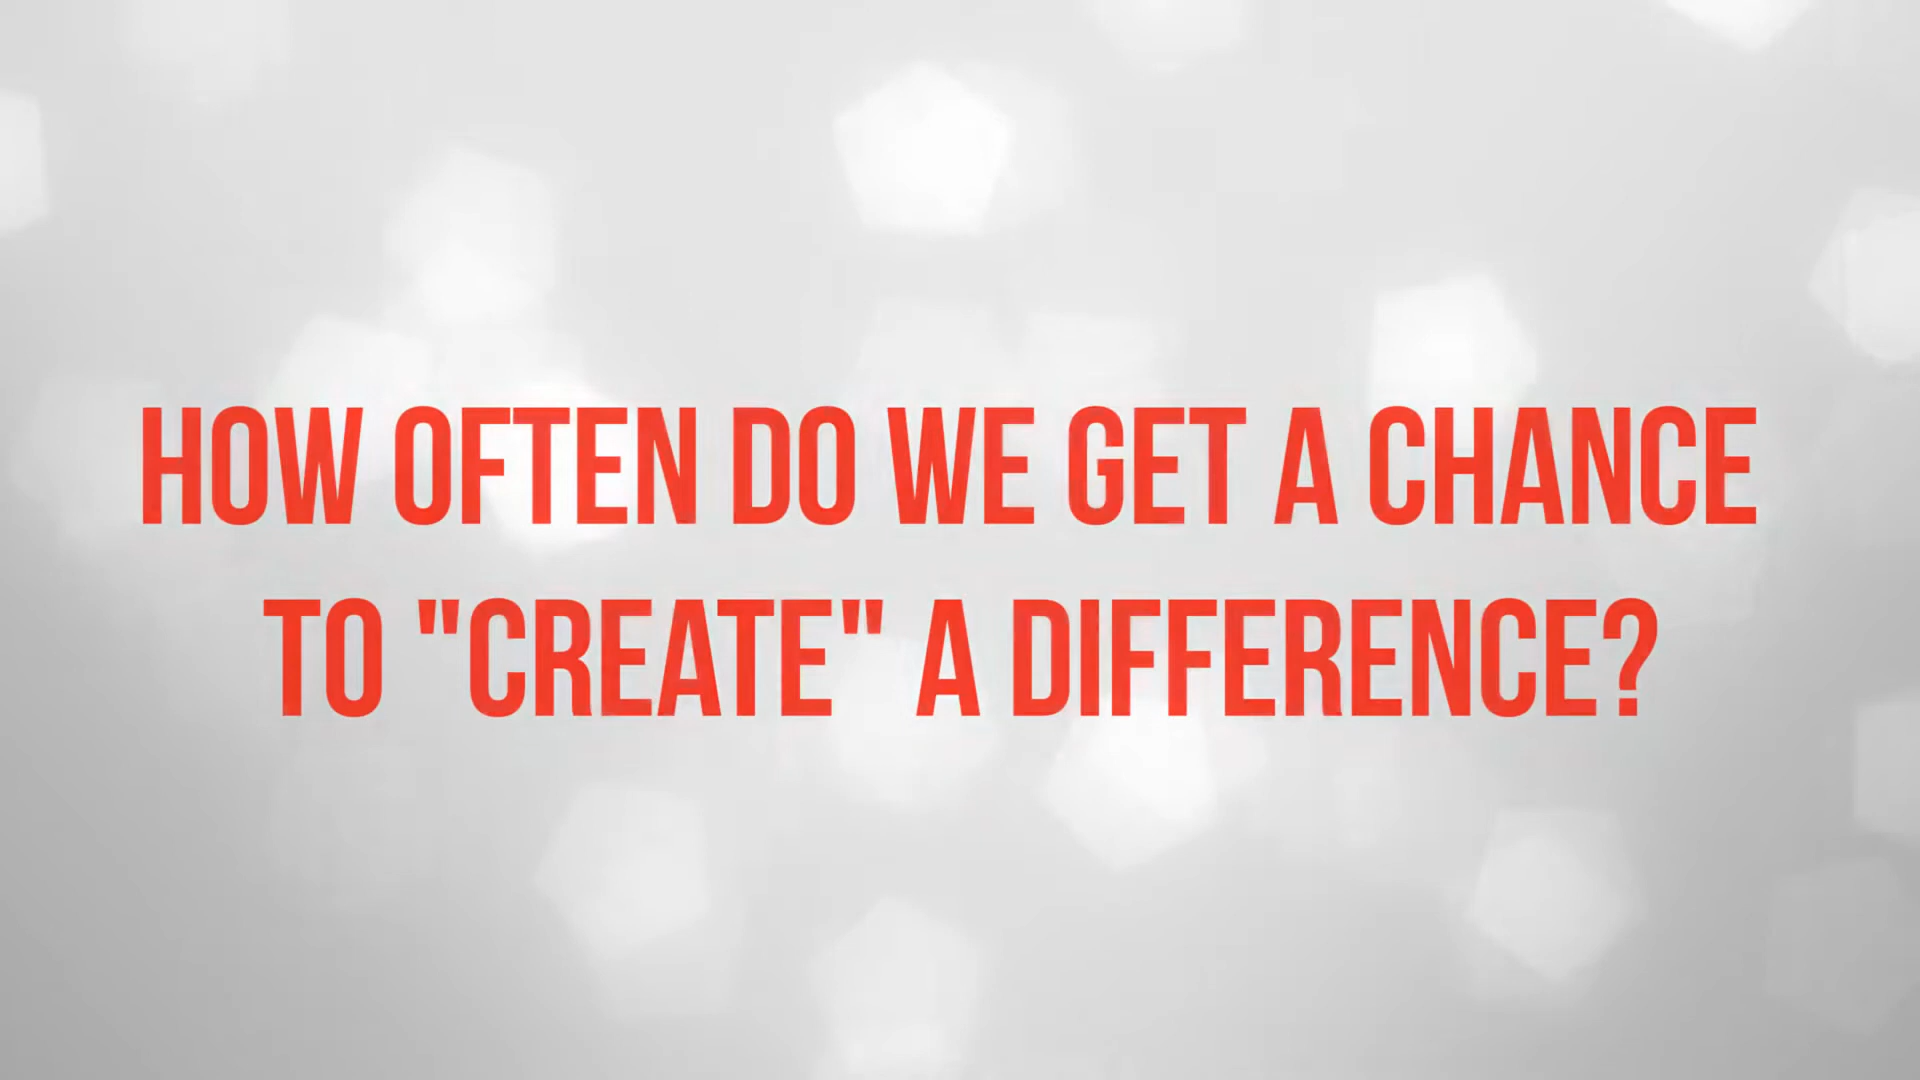 HOW OFTEN DO WE GET A CHANCE
TO "CREATE" A DIFFERENCE?